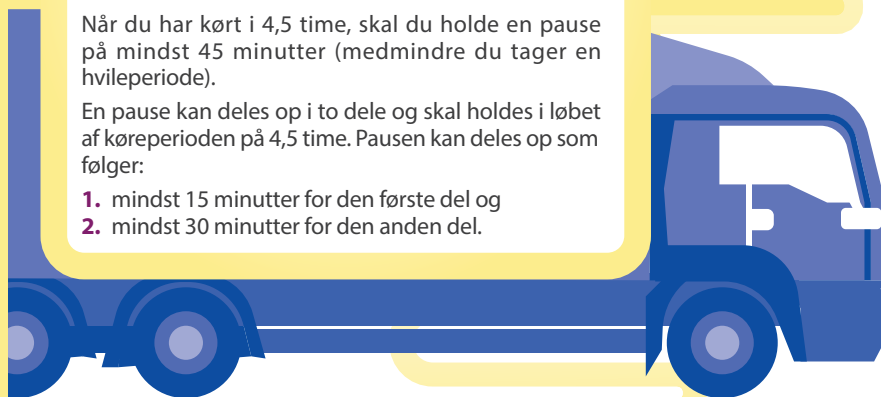 Når du har kørt i 4,5 time, skal du holde en pause
på mindst 45 minutter (medmindre du tager en
hvileperiode).
En pause kan deles op i to dele og skal holdes i løbet
af køreperioden på 4,5 time. Pausen kan deles op som
følger:
1. mindst 15 minutter for den første del og
2. mindst 30 minutter for den anden del.